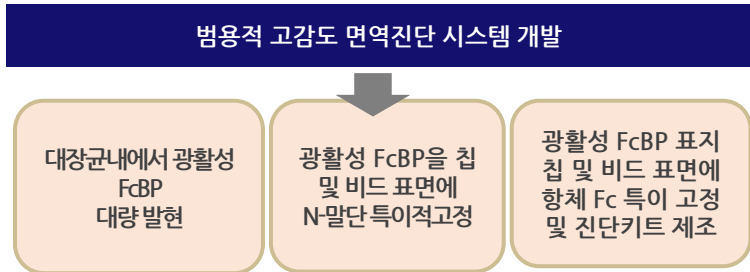 범용적 고감도 면역진단 시스템 개발
대장균내에서 광활성
FcBP
대량 발현
광활성 FcBP을 칩
및 비드 표면에
N-말단 특이적고정
광활성 FcBP 표지
칩 및 비드 표면에
항체 Fc 특이 고정
및 진단키트 제조